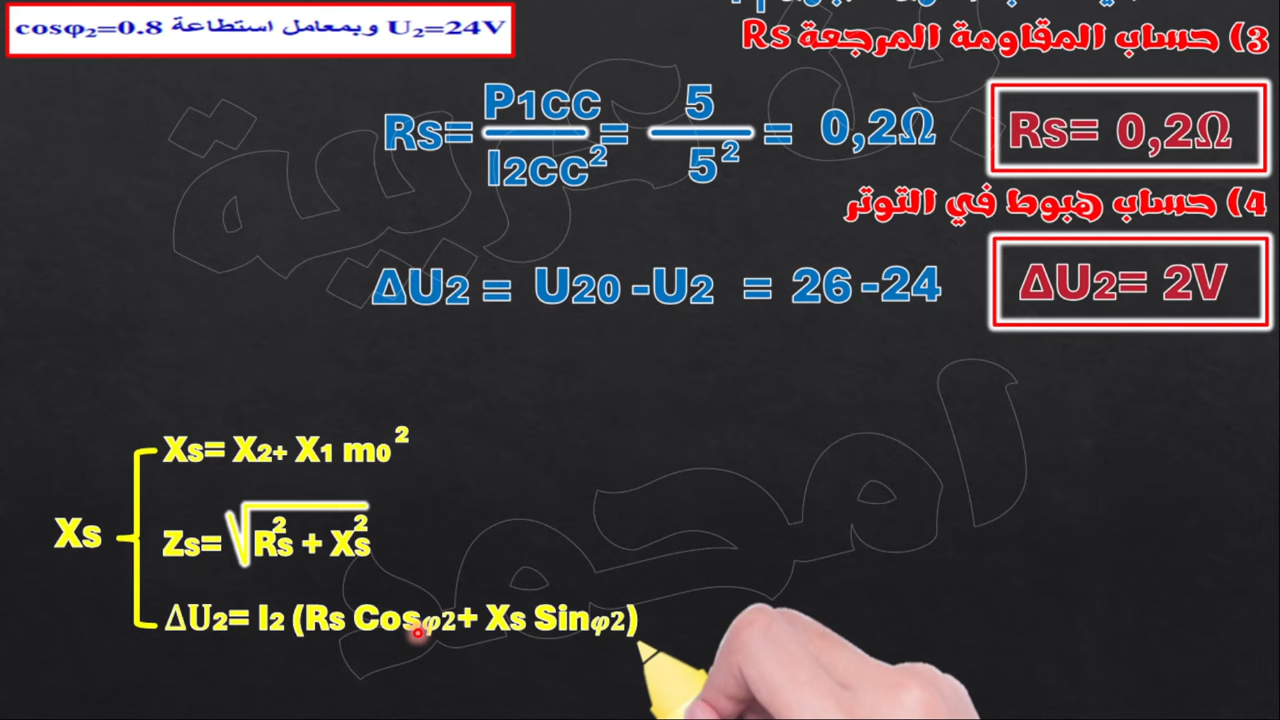 U₂=24V وبمعامل استطاعة cosφ₂=0.8
3) حساب المقاومة المرجعة Rs
Rs= P1cc / I2cc² = 5 / 5² = 0,2Ω
Rs= 0,2Ω
4) حساب هبوط في التوتر
ΔU2 = U20 -U2 = 26 -24
ΔU2= 2V
Xs= X2+ X1 m0²
Xs
Zs= √Rs² + Xs²
ΔU2= I2 (Rs Cosφ2+ Xs Sinφ2)